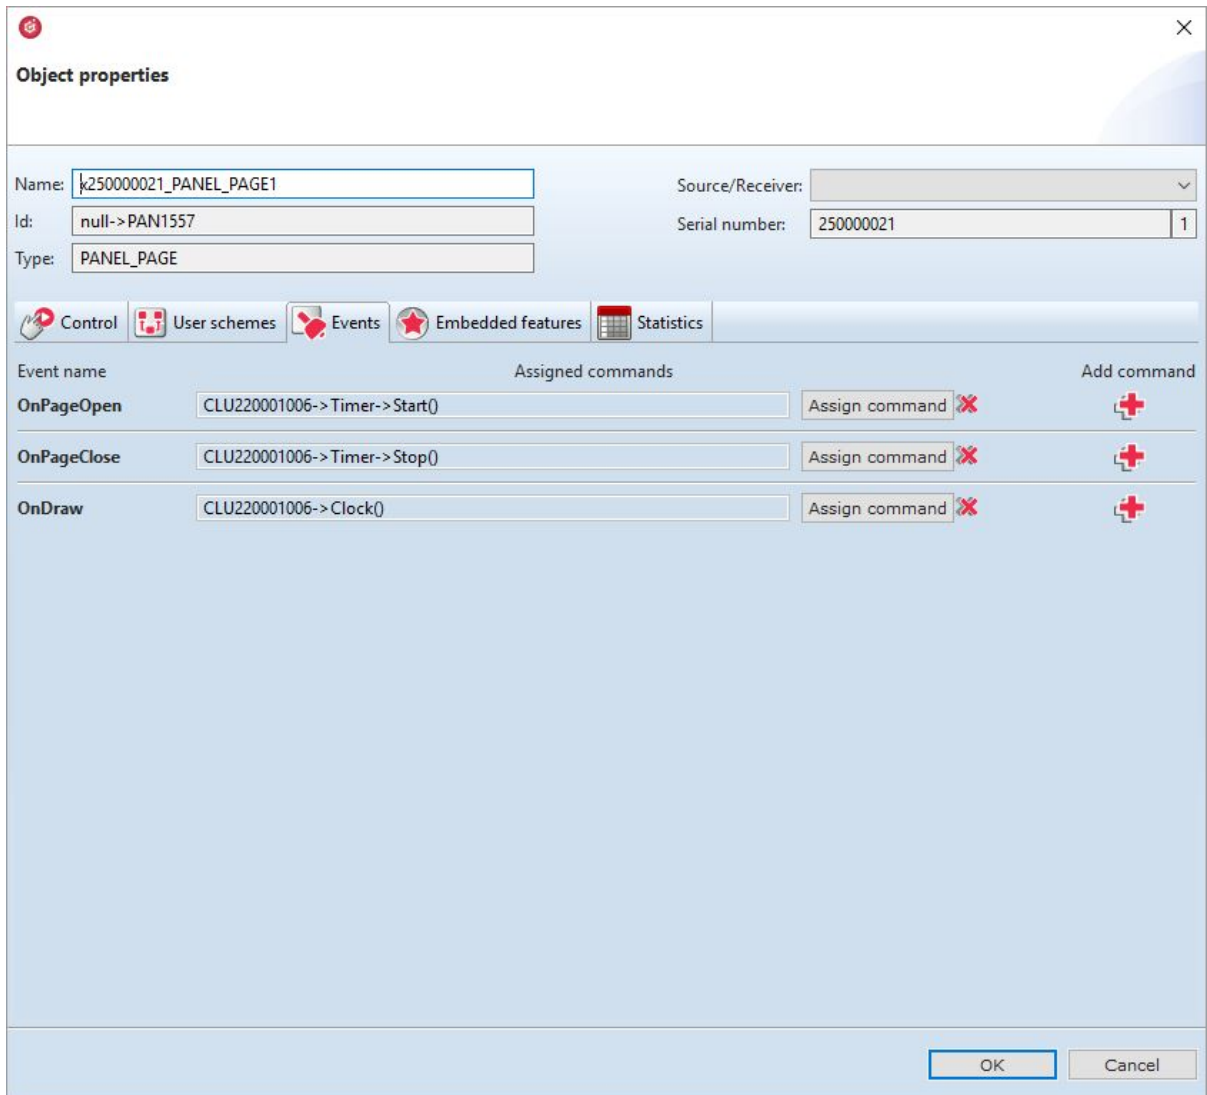 Object properties
Name: x250000021_PANEL_PAGE1
Source/Receiver:
Id: null->PAN1557
Serial number: 250000021 1
Type: PANEL_PAGE
Control User schemes Events Embedded features Statistics
Event name Assigned commands Add command
OnPageOpen CLU220001006->Timer->Start() Assign command
OnPageClose CLU220001006->Timer->Stop() Assign command
OnDraw CLU220001006->Clock() Assign command
OK Cancel